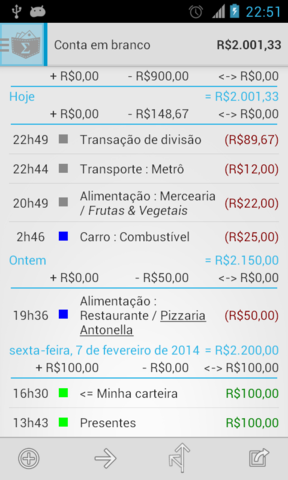 22:51
Conta em branco R$2.001,33
+ R$0,00 - R$900,00 <-> R$0,00
Hoje = R$2.001,33
+ R$0,00 - R$148,67 <-> R$0,00
22h49 Transação de divisão (R$89,67)
22h44 Transporte : Metrô (R$12,00)
20h49 Alimentação : Mercearia (R$22,00)
/ Frutas & Vegetais
2h46 Carro : Combustível (R$25,00)
Ontem = R$2.150,00
+ R$0,00 - R$50,00 <-> R$0,00
19h36 Alimentação : (R$50,00)
Restaurante / Pizzaria
Antonella
sexta-feira, 7 de fevereiro de 2014 = R$2.200,00
+ R$100,00 - R$0,00 <-> R$100,00
16h30 <= Minha carteira R$100,00
13h43 Presentes R$100,00